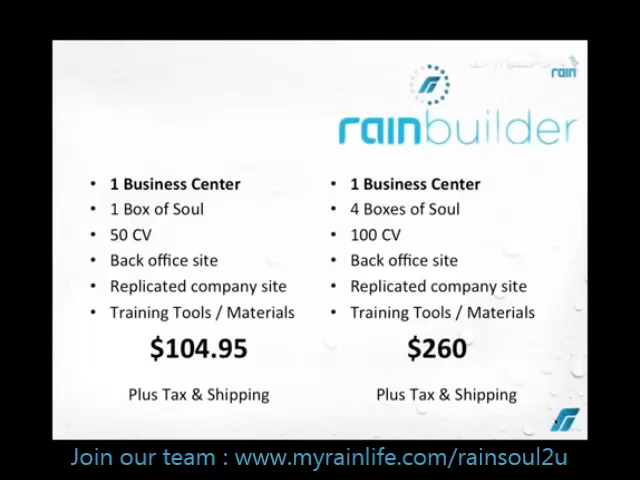 rain
rainbuilder
• 1 Business Center
• 1 Box of Soul
• 50 CV
• Back office site
• Replicated company site
• Training Tools / Materials
$104.95
Plus Tax & Shipping
• 1 Business Center
• 4 Boxes of Soul
• 100 CV
• Back office site
• Replicated company site
• Training Tools / Materials
$260
Plus Tax & Shipping
Join our team : www.myrainlife.com/rainsoul2u